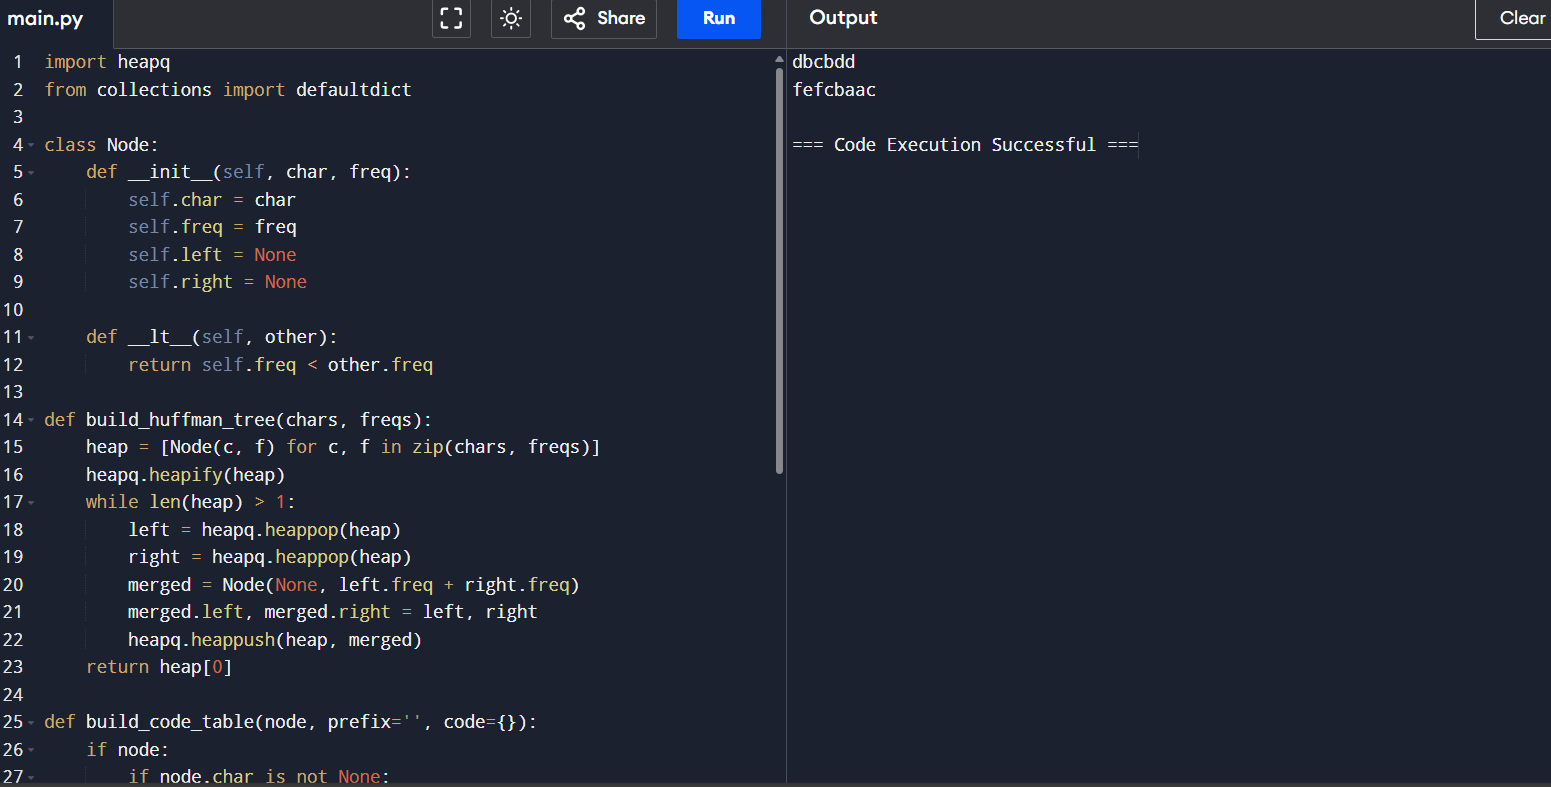 main.py Share Run Output Clear
1 import heapq
2 from collections import defaultdict
3
4 class Node:
5     def __init__(self, char, freq):
6         self.char = char
7         self.freq = freq
8         self.left = None
9         self.right = None
10
11     def __lt__(self, other):
12         return self.freq < other.freq
13
14 def build_huffman_tree(chars, freqs):
15     heap = [Node(c, f) for c, f in zip(chars, freqs)]
16     heapq.heapify(heap)
17     while len(heap) > 1:
18         left = heapq.heappop(heap)
19         right = heapq.heappop(heap)
20         merged = Node(None, left.freq + right.freq)
21         merged.left, merged.right = left, right
22         heapq.heappush(heap, merged)
23     return heap[0]
24
25 def build_code_table(node, prefix='', code={}):
26     if node:
27         if node.char is not None:
dbcbdd
fefcbaac
=== Code Execution Successful ===